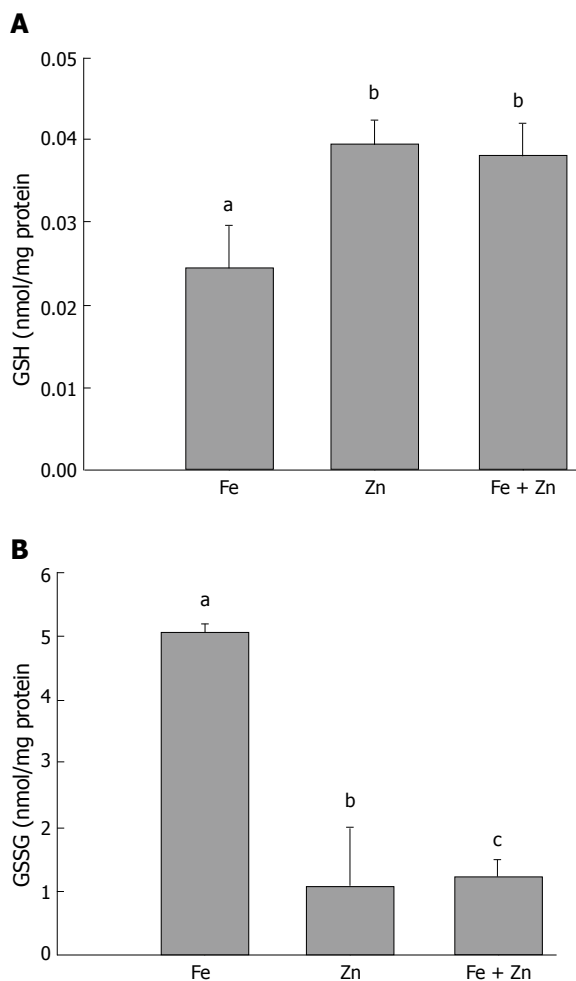 A
0.05
0.04
0.03
0.02
0.01
0.00
GSH (nmol/mg protein
a
b
b
Fe
Zn
Fe + Zn
B
6
5
4
3
2
1
0
GSSG (nmol/mg protein
a
b
c
Fe
Zn
Fe + Zn